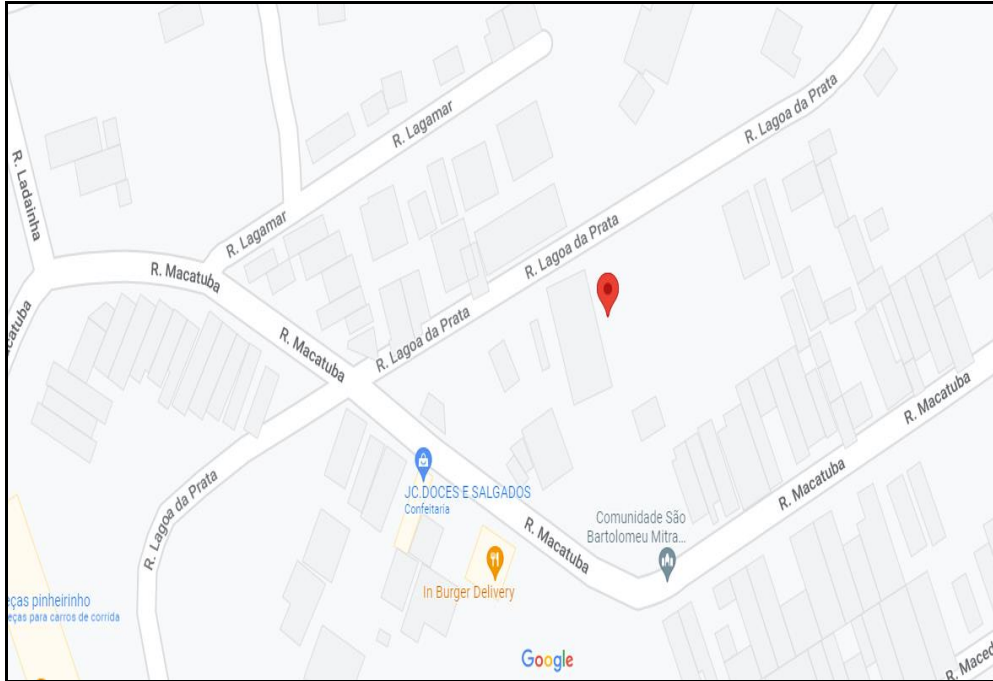 R. Lagoa da Prata
R. Lagamar
R. Ladainha
R. Lagamar
R. Lagoa da Prata
R. Macatuba
R. Macatuba
R. Lagoa da Prata
R. Macatuba
R. Macatuba
JC.DOCES E SALGADOS
Confeitaria
R. Macatuba
R. Lagoa da Prata
Comunidade São
Bartolomeu Mitra...
R. Macatuba
In Burger Delivery
eças pinheirinho
eças para carros de corrida
Google
R. Maced